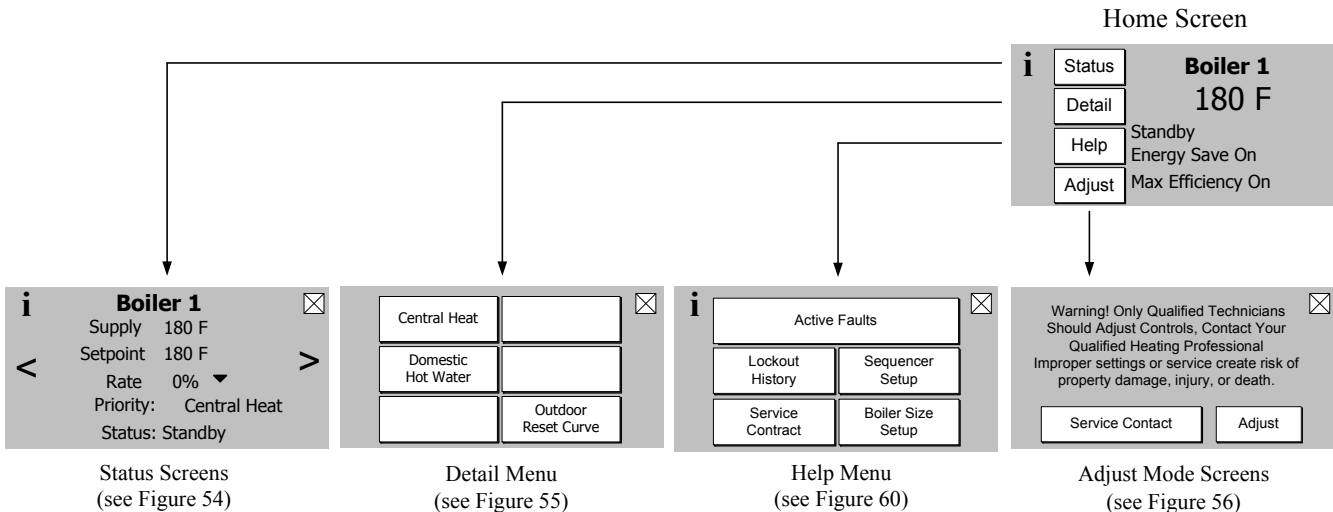 Home Screen
i
Status
Detail
Help
Adjust
Boiler 1
180 F
Standby
Energy Save On
Max Efficiency On
i
Boiler 1
Supply 180 F
Setpoint 180 F
< >
Rate 0%
Priority: Central Heat
Status: Standby
Status Screens
(see Figure 54)
Central Heat
Domestic
Hot Water
Outdoor
Reset Curve
Detail Menu
(see Figure 55)
i
Active Faults
Lockout
History
Sequencer
Setup
Service
Contract
Boiler Size
Setup
Help Menu
(see Figure 60)
Warning! Only Qualified Technicians
Should Adjust Controls, Contact Your
Qualified Heating Professional
Improper settings or service create risk of
property damage, injury, or death.
Service Contact
Adjust
Adjust Mode Screens
(see Figure 56)